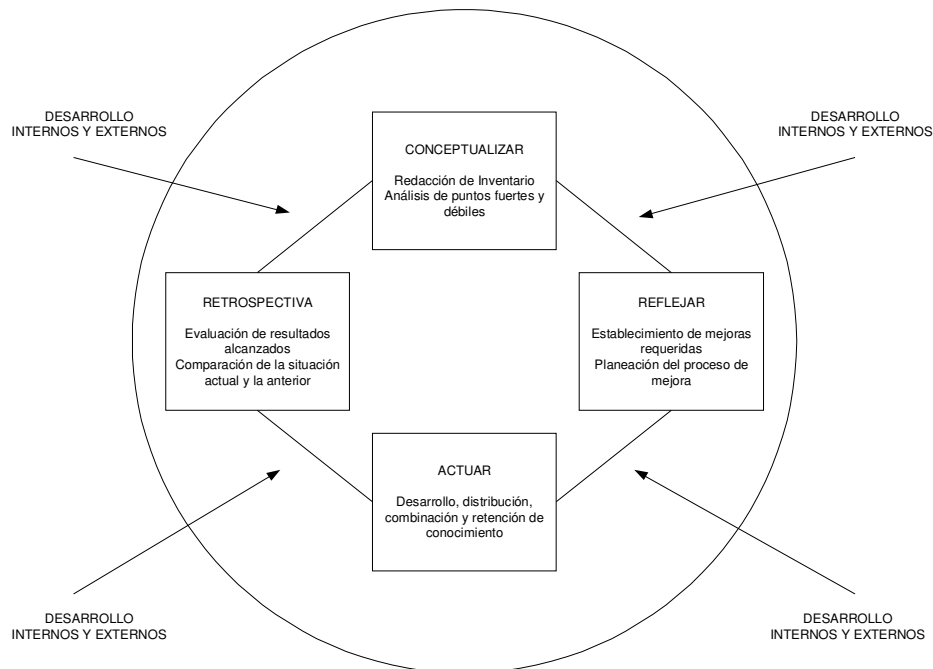 DESARROLLO
INTERNOS Y EXTERNOS
DESARROLLO
INTERNOS Y EXTERNOS
CONCEPTUALIZAR
Redacción de Inventario
Análisis de puntos fuertes y
débiles
RETROSPECTIVA
Evaluación de resultados
alcanzados
Comparación de la situación
actual y la anterior
REFLEJAR
Establecimiento de mejoras
requeridas
Planeación del proceso de
mejora
ACTUAR
Desarrollo, distribución,
combinación y retención de
conocimiento
DESARROLLO
INTERNOS Y EXTERNOS
DESARROLLO
INTERNOS Y EXTERNOS